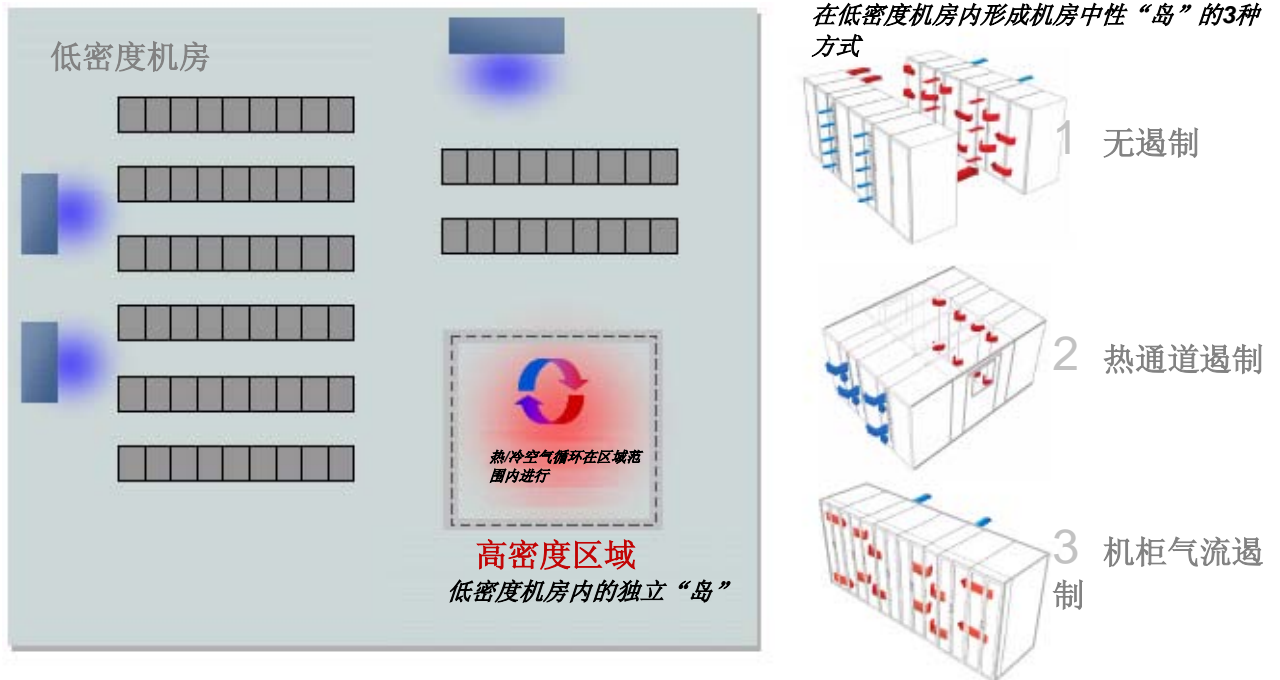 低密度机房
热/冷空气循环在区域范
围内进行
高密度区域
低密度机房内的独立“岛”
在低密度机房内形成机房中性“岛”的3种
方式
1 无遏制
2 热通道遏制
3 机柜气流遏
制